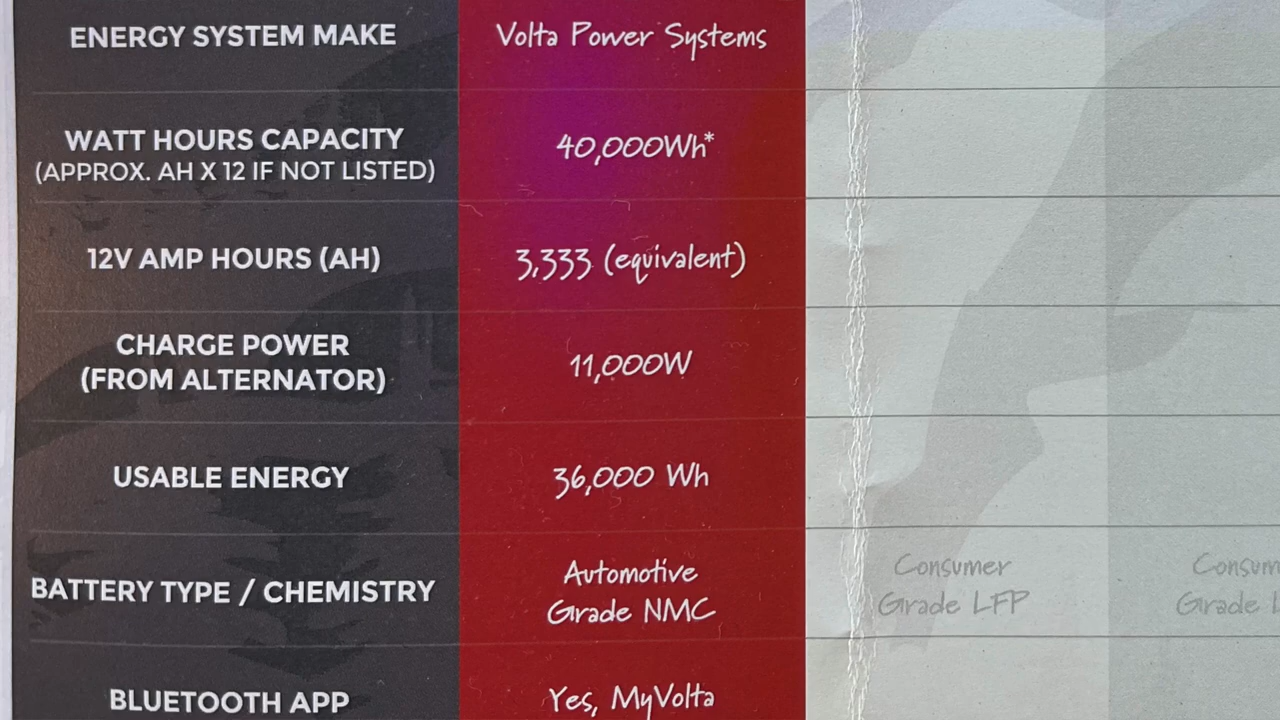 ENERGY SYSTEM MAKE
Volta Power Systems
WATT HOURS CAPACITY
(APPROX. AH X 12 IF NOT LISTED)
40,000Wh*
12V AMP HOURS (AH)
3,333 (equivalent)
CHARGE POWER
(FROM ALTERNATOR)
11,000W
USABLE ENERGY
36,000 Wh
BATTERY TYPE / CHEMISTRY
Automotive
Grade NMC
Consumer
Grade LFP
Consum
Grade
BLUETOOTH APP
Yes, MyVolta